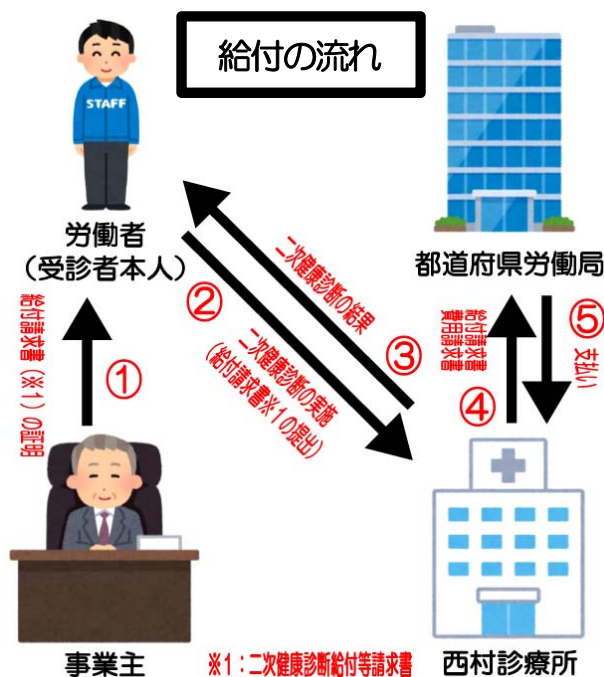 給付の流れ
STAFF
労働者
(受診者本人)
都道府県労働局
給付請求書(※1)の証明
①
②
二次健康診断の実施
(給付請求書※1の提出)
二次健康診断の結果
③
給付請求書
費用請求書
④
⑤
支払い
事業主
※1:二次健康診断給付等請求書
西村診療所